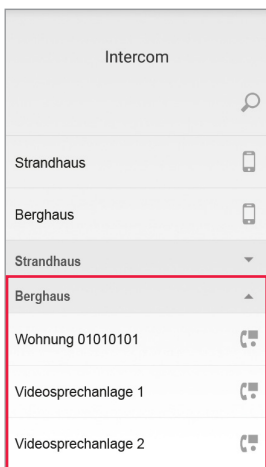 Intercom
Strandhaus
Berghaus
Strandhaus
Berghaus
Wohnung 01010101
Videosprechanlage 1
Videosprechanlage 2